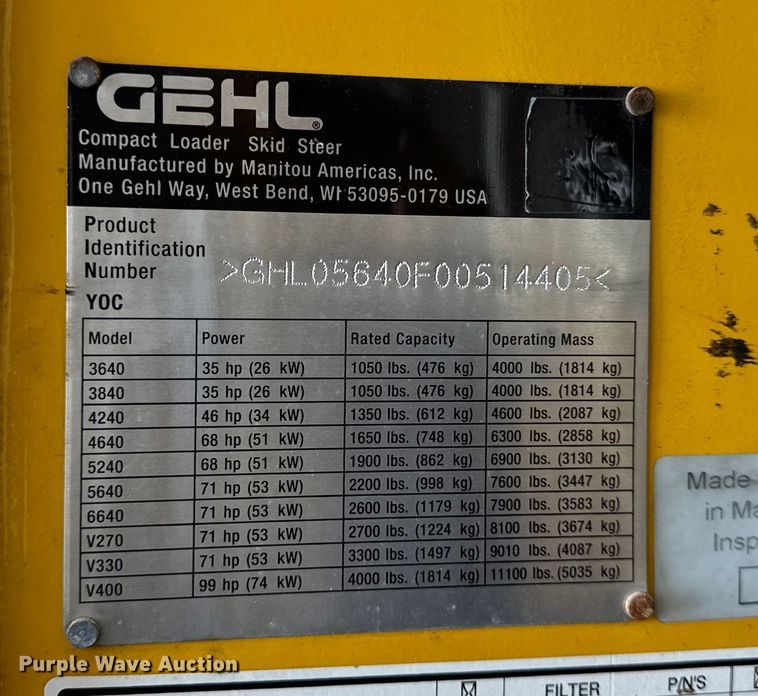 GEHL®
Compact Loader Skid Steer
Manufactured by Manitou Americas, Inc.
One Gehl Way, West Bend, WI 53095-0179 USA
Product
Identification
Number >GHL05640F00514405<
YOC
Model Power Rated Capacity Operating Mass
3640 35 hp (26 kW) 1050 lbs. (476 kg) 4000 lbs. (1814 kg)
3840 35 hp (26 kW) 1050 lbs. (476 kg) 4000 lbs. (1814 kg)
4240 46 hp (34 kW) 1350 lbs. (612 kg) 4600 lbs. (2087 kg)
4640 68 hp (51 kW) 1650 lbs. (748 kg) 6300 lbs. (2858 kg)
5240 68 hp (51 kW) 1900 lbs. (862 kg) 6900 lbs. (3130 kg)
5640 71 hp (53 kW) 2200 lbs. (998 kg) 7600 lbs. (3447 kg)
6640 71 hp (53 kW) 2600 lbs. (1179 kg) 7900 lbs. (3583 kg)
V270 71 hp (53 kW) 2700 lbs. (1224 kg) 8100 lbs. (3674 kg)
V330 71 hp (53 kW) 3300 lbs. (1497 kg) 9010 lbs. (4087 kg)
V400 99 hp (74 kW) 4000 lbs. (1814 kg) 11100 lbs. (5035 kg)
Made
in Ma
Insp
Purple Wave Auction
FILTER P/N'S